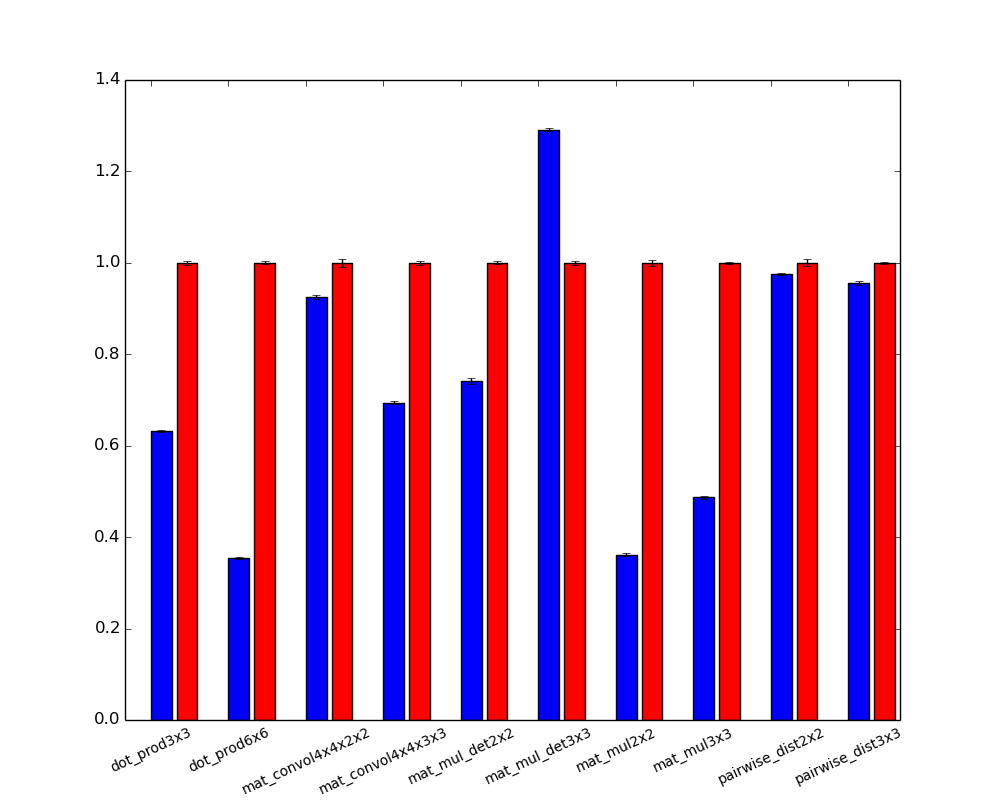 1.4
1.2
1.0
0.8
0.6
0.4
0.2
0.0
dot_prod3x3
dot_prod6x6
mat_convol4x4x2x2
mat_convol4x4x3x3
mat_mul_det2x2
mat_mul_det3x3
mat_mul2x2
mat_mul3x3
pairwise_dist2x2
pairwise_dist3x3